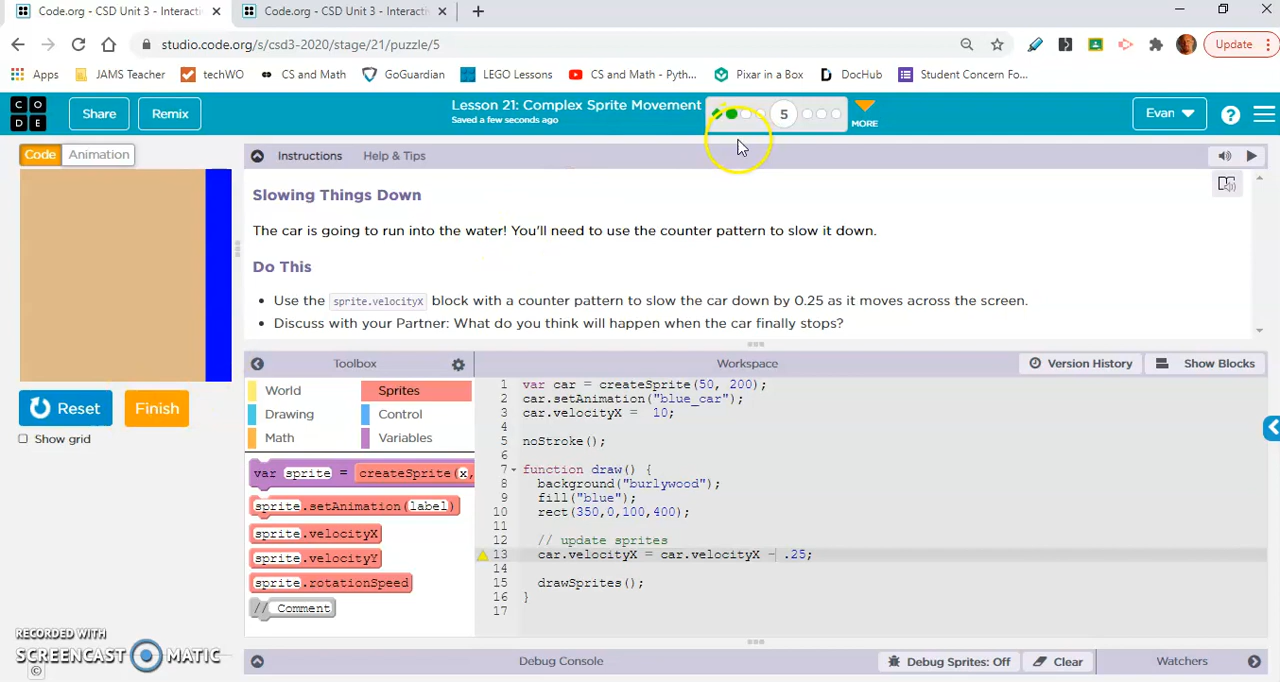 Code.org - CSD Unit 3 - Interacti
Code.org - CSD Unit 3 - Interacti
studio.code.org/s/csd3-2020/stage/21/puzzle/5
Update
Apps
JAMS Teacher
techWO
CS and Math
GoGuardian
LEGO Lessons
CS and Math - Pyth...
Pixar in a Box
DocHub
Student Concern Fo...
C O
D E
Share
Remix
Lesson 21: Complex Sprite Movement
Saved a few seconds ago
5
MORE
Evan
?
Code
Animation
Instructions
Help & Tips
Slowing Things Down
The car is going to run into the water! You'll need to use the counter pattern to slow it down.
Do This
• Use the sprite.velocityX block with a counter pattern to slow the car down by 0.25 as it moves across the screen.
• Discuss with your Partner: What do you think will happen when the car finally stops?
Reset
Finish
Show grid
Toolbox
Workspace
Version History
Show Blocks
World
Sprites
Drawing
Control
Math
Variables
var sprite = createSprite(x,
sprite.setAnimation(label)
sprite.velocityX
sprite.velocityY
sprite.rotationSpeed
// Comment
1 var car = createSprite(50, 200);
2 car.setAnimation("blue_car");
3 car.velocityX =  10;
4
5 noStroke();
6
7 function draw() {
8 background("burlywood");
9 fill("blue");
10 rect(350,0,100,400);
11
12 // update sprites
13 car.velocityX = car.velocityX - .25;
14
15 drawSprites();
16 }
17
RECORDED WITH
SCREENCAST MATIC
©
Debug Console
Debug Sprites: Off
Clear
Watchers